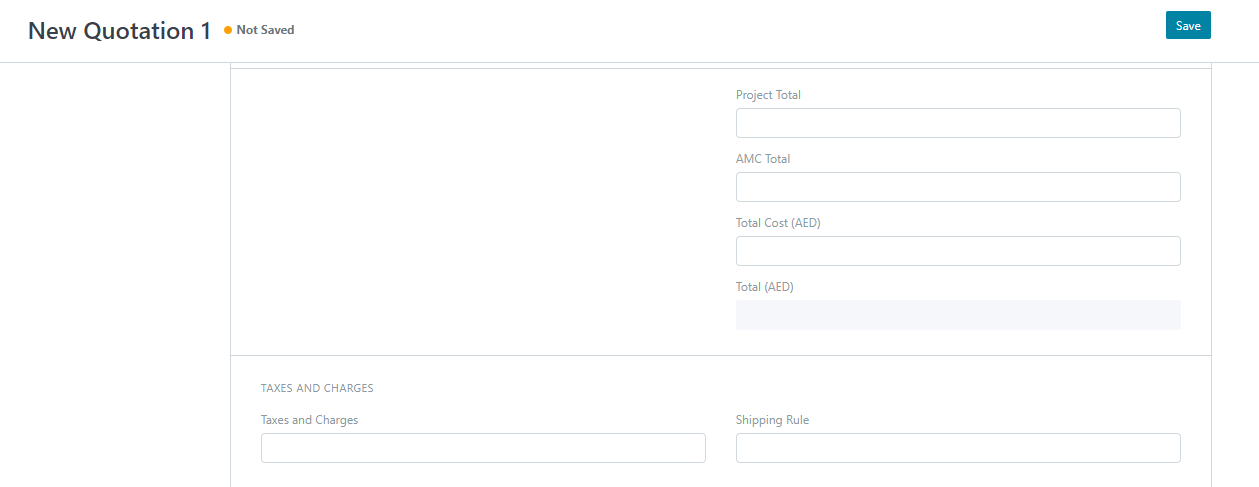 New Quotation 1
Not Saved
Save
Project Total
AMC Total
Total Cost (AED)
Total (AED)
TAXES AND CHARGES
Taxes and Charges
Shipping Rule